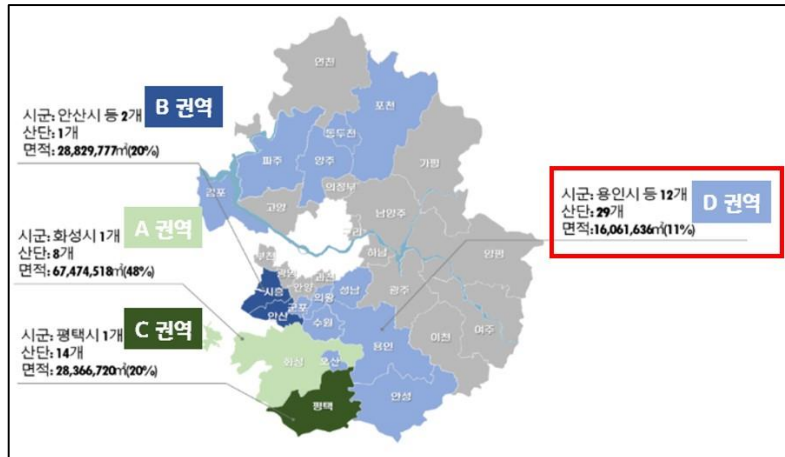 시군: 안산시 등 2개
산단: 1개
면적: 28,829,777㎡(20%)
B 권역
시군: 화성시 1개
산단: 8개
면적: 67,474,518㎡(48%)
A 권역
시군: 평택시 1개
산단: 14개
면적: 28,366,720㎡(20%)
C 권역
시군: 용인시 등 12개
산단: 29개
면적:16,061,636㎡(11%)
D 권역
연천
포천
동두천
파주
양주
가평
의정부
김포
고양
남양주
하남
양평
부천
안양
시흥
안산
군포
의왕
성남
수원
광주
화성
오산
용인
이천
여주
평택
안성